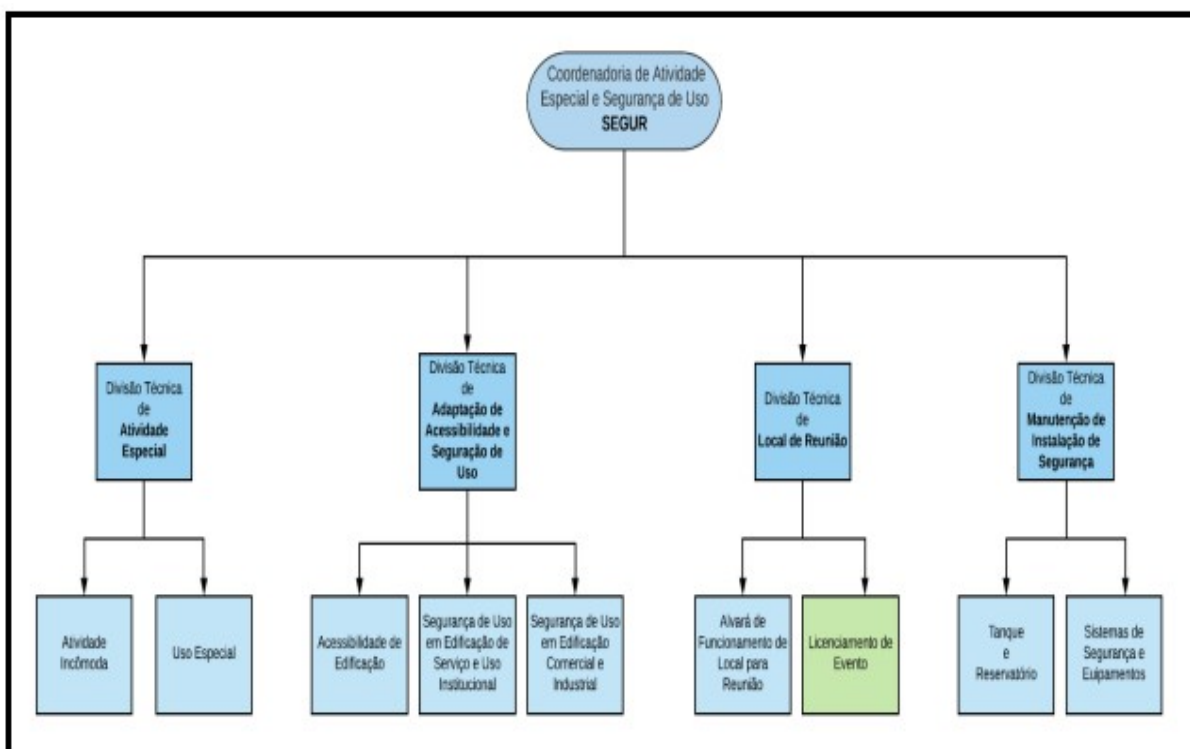 Coordenadoria de Atividade
Especial e Segurança de Uso
SEGUR
Divisão Técnica
de
Atividade
Especial
Divisão Técnica
de
Adaptação de
Acessibilidade e
Seguração de
Uso
Divisão Técnica
de
Local de Reunião
Divisão Técnica
de
Manutenção de
Instalação de
Segurança
Atividade
Incômoda
Uso Especial
Acessibilidade de
Edificação
Segurança de Uso
em Edificação de
Serviço e Uso
Institucional
Segurança de Uso
em Edificação
Comercial e
Industrial
Alvará de
Funcionamento de
Local para
Reunião
Licenciamento de
Evento
Tanque
e
Reservatório
Sistemas de
Segurança e
Euipamentos